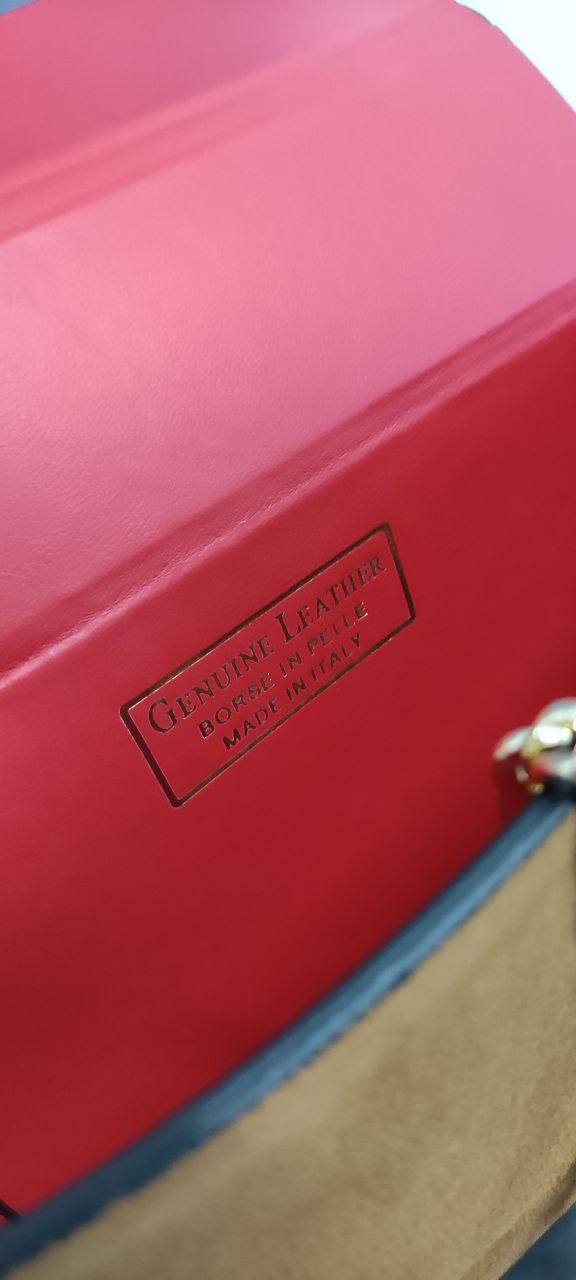 GENUINE LEATHER
BORSE IN PELLE
MADE IN ITALY